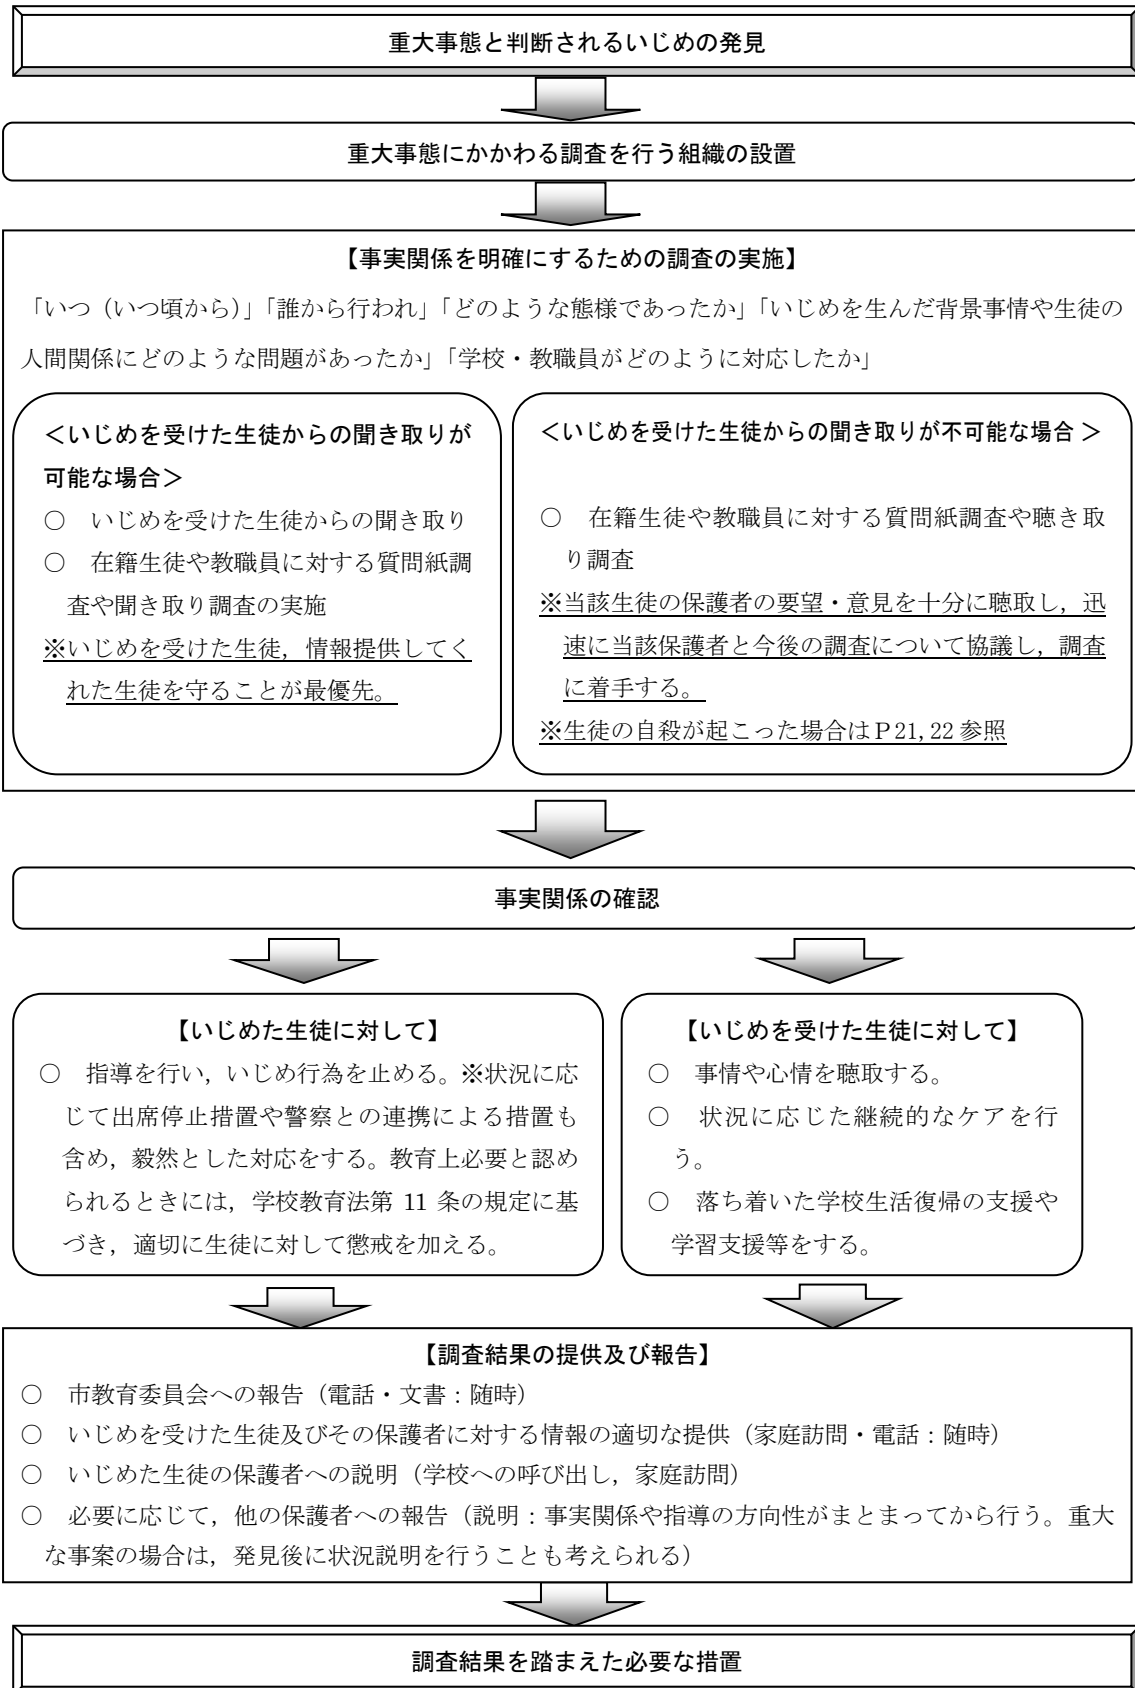 重大事態と判断されるいじめの発見
重大事態にかかわる調査を行う組織の設置
【事実関係を明確にするための調査の実施】
「いつ（いつ頃から）」「誰から行われ」「どのような態様であったか」「いじめを生んだ背景事情や生徒の
人間関係にどのような問題があったか」「学校・教職員がどのように対応したか」
＜いじめを受けた生徒からの聞き取りが
可能な場合＞
○　いじめを受けた生徒からの聞き取り
○　在籍生徒や教職員に対する質問紙調
査や聞き取り調査の実施
※いじめを受けた生徒，情報提供してく
れた生徒を守ることが最優先。
＜いじめを受けた生徒からの聞き取りが不可能な場合 ＞
○　在籍生徒や教職員に対する質問紙調査や聴き取
り調査
※当該生徒の保護者の要望・意見を十分に聴取し，迅
速に当該保護者と今後の調査について協議し，調査
に着手する。
※生徒の自殺が起こった場合はＰ21, 22 参照
事実関係の確認
【いじめた生徒に対して】
○　指導を行い，いじめ行為を止める。※状況に応
じて出席停止措置や警察との連携による措置も
含め，毅然とした対応をする。教育上必要と認め
られるときには，学校教育法第 11 条の規定に基
づき，適切に生徒に対して懲戒を加える。
【いじめを受けた生徒に対して】
○　事情や心情を聴取する。
○　状況に応じた継続的なケアを行
う。
○　落ち着いた学校生活復帰の支援や
学習支援等をする。
【調査結果の提供及び報告】
○　市教育委員会への報告（電話・文書：随時）
○　いじめを受けた生徒及びその保護者に対する情報の適切な提供（家庭訪問・電話：随時）
○　いじめた生徒の保護者への説明（学校への呼び出し，家庭訪問）
○　必要に応じて，他の保護者への報告（説明：事実関係や指導の方向性がまとまってから行う。重大
な事案の場合は，発見後に状況説明を行うことも考えられる）
調査結果を踏まえた必要な措置